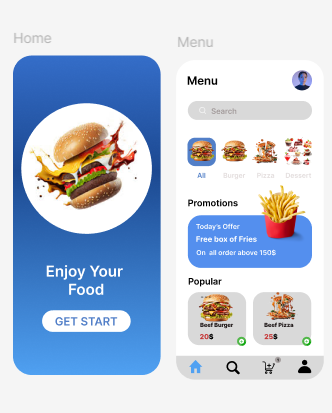 Home
Menu
Enjoy Your
Food
GET START
Menu
Search
All
Burger
Pizza
Dessert
Promotions
Today's Offer
Free box of Fries
On all order above 150$
Popular
Beef Burger
20$
Beef Pizza
25$